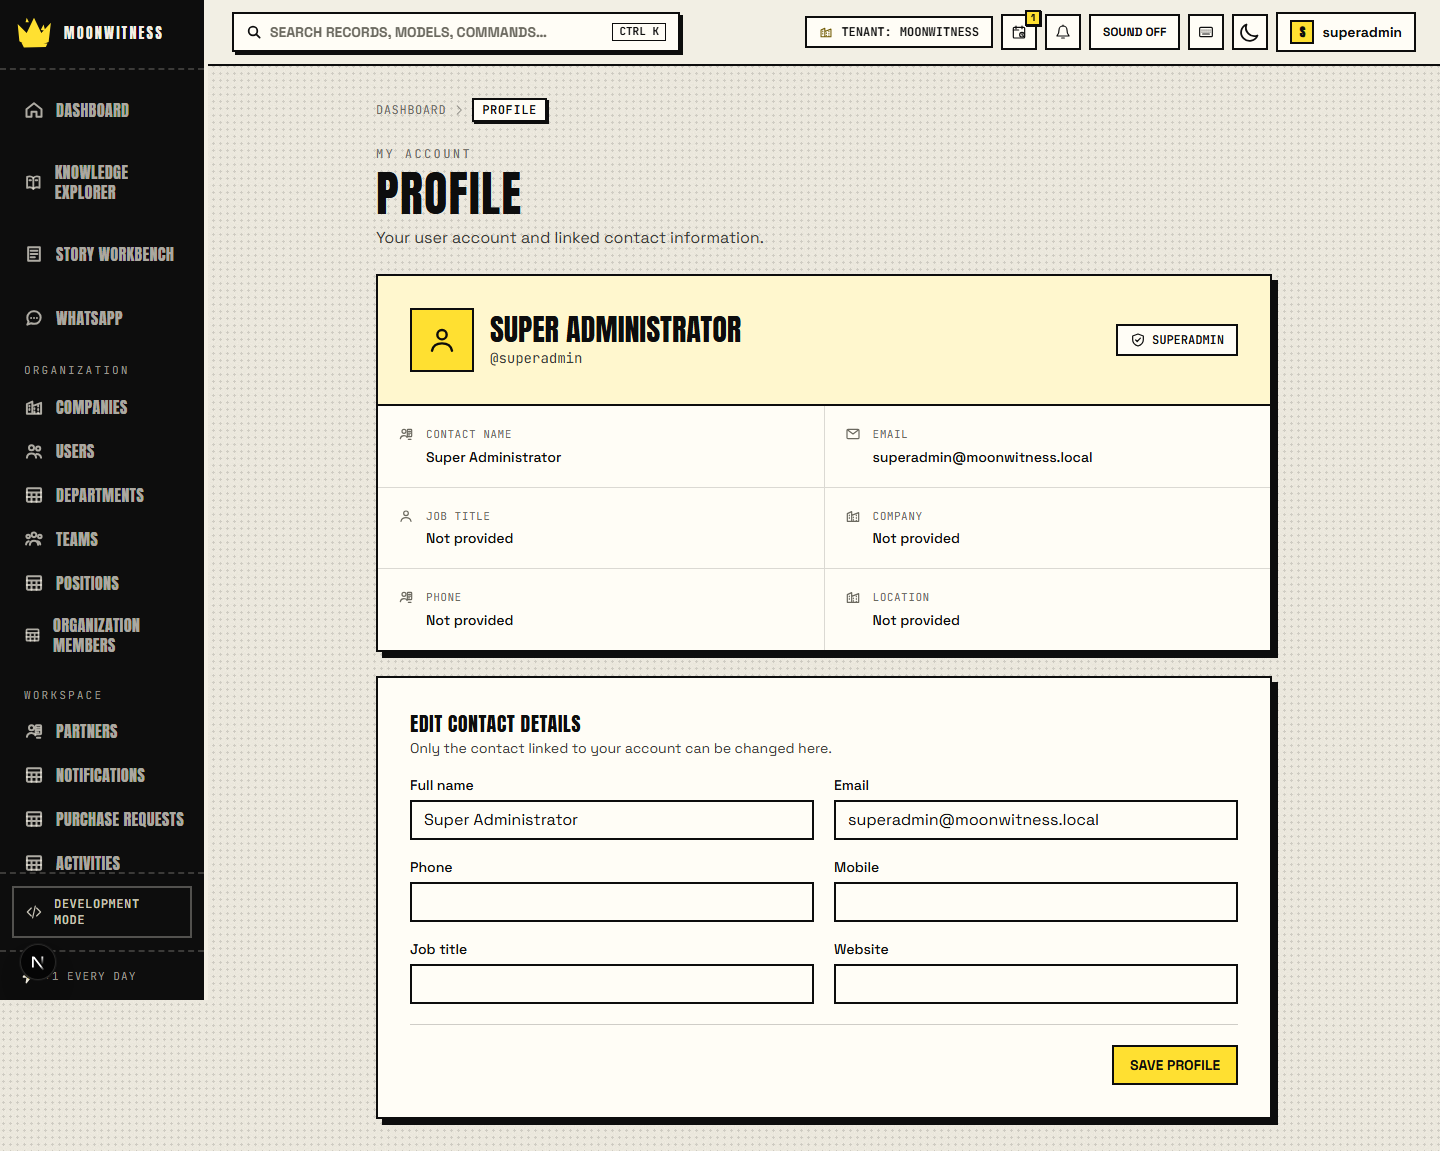 MOONWITNESS
SEARCH RECORDS, MODELS, COMMANDS...
CTRL K
TENANT: MOONWITNESS
1
SOUND OFF
$
superadmin
DASHBOARD
KNOWLEDGE
EXPLORER
STORY WORKBENCH
WHATSAPP
ORGANIZATION
COMPANIES
USERS
DEPARTMENTS
TEAMS
POSITIONS
ORGANIZATION
MEMBERS
WORKSPACE
PARTNERS
NOTIFICATIONS
PURCHASE REQUESTS
ACTIVITIES
DEVELOPMENT
MODE
N
1 EVERY DAY
DASHBOARD
PROFILE
MY ACCOUNT
PROFILE
Your user account and linked contact information.
SUPER ADMINISTRATOR
@superadmin
SUPERADMIN
CONTACT NAME
Super Administrator
EMAIL
superadmin@moonwitness.local
JOB TITLE
Not provided
COMPANY
Not provided
PHONE
Not provided
LOCATION
Not provided
EDIT CONTACT DETAILS
Only the contact linked to your account can be changed here.
Full name
Super Administrator
Email
superadmin@moonwitness.local
Phone
Mobile
Job title
Website
SAVE PROFILE